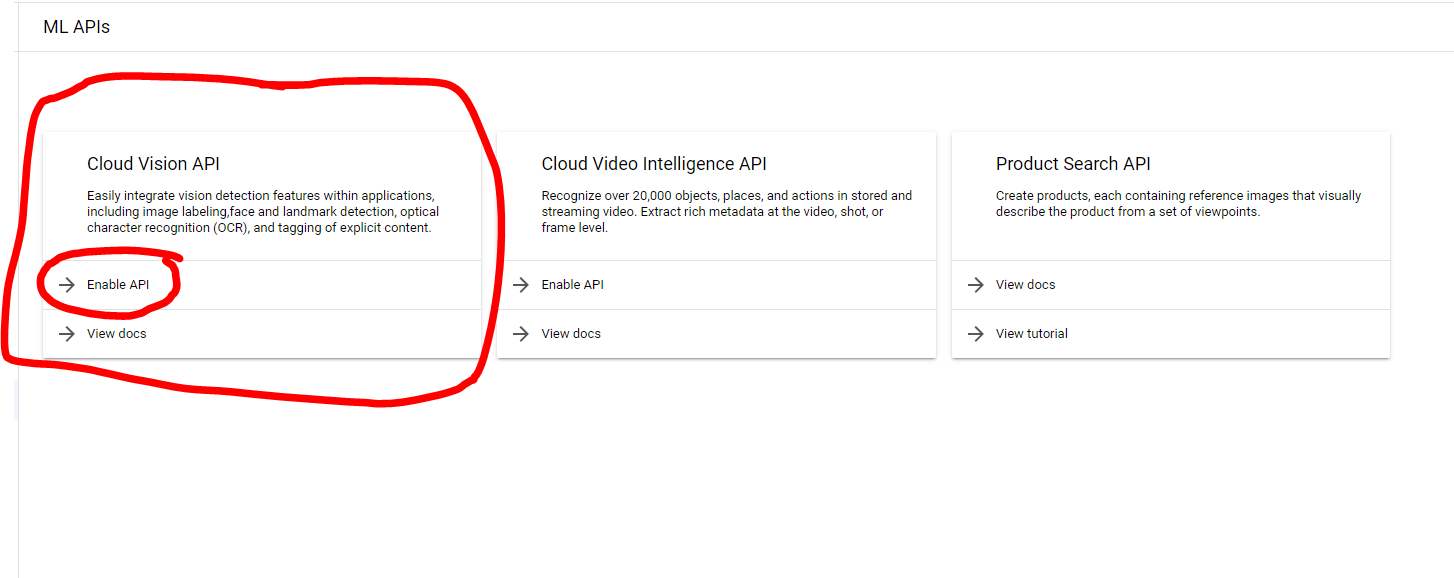 ML APIs
Cloud Vision API
Easily integrate vision detection features within applications,
including image labeling,face and landmark detection, optical
character recognition (OCR), and tagging of explicit content.
Enable API
View docs
Cloud Video Intelligence API
Recognize over 20,000 objects, places, and actions in stored and
streaming video. Extract rich metadata at the video, shot, or
frame level.
Enable API
View docs
Product Search API
Create products, each containing reference images that visually
describe the product from a set of viewpoints.
View docs
View tutorial